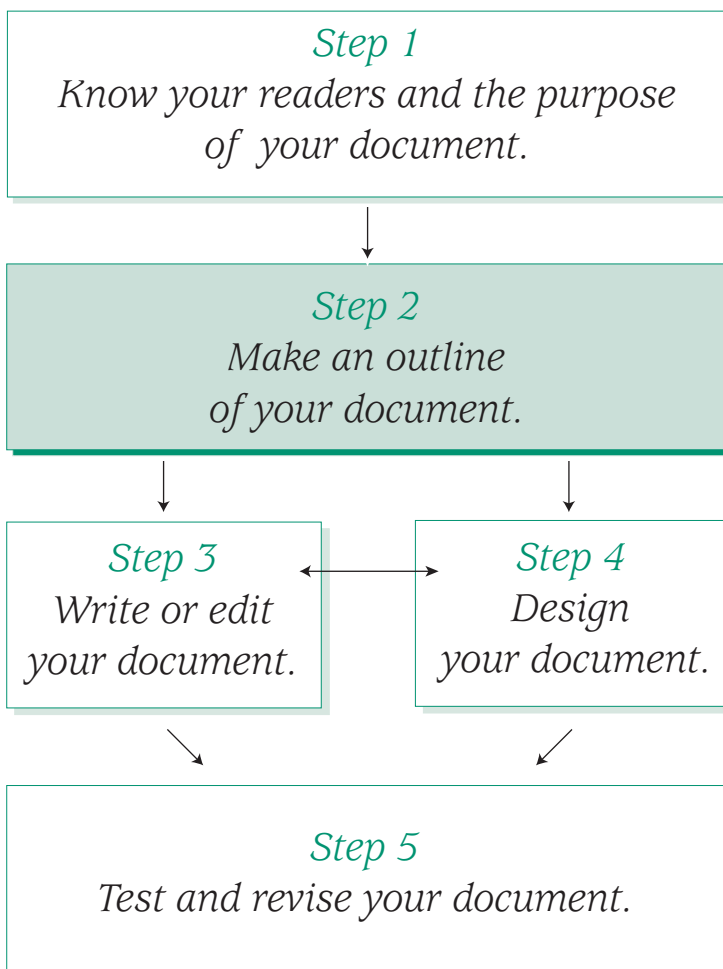 Step 1
Know your readers and the purpose
of your document.
Step 2
Make an outline
of your document.
Step 3
Write or edit
your document.
Step 4
Design
your document.
Step 5
Test and revise your document.